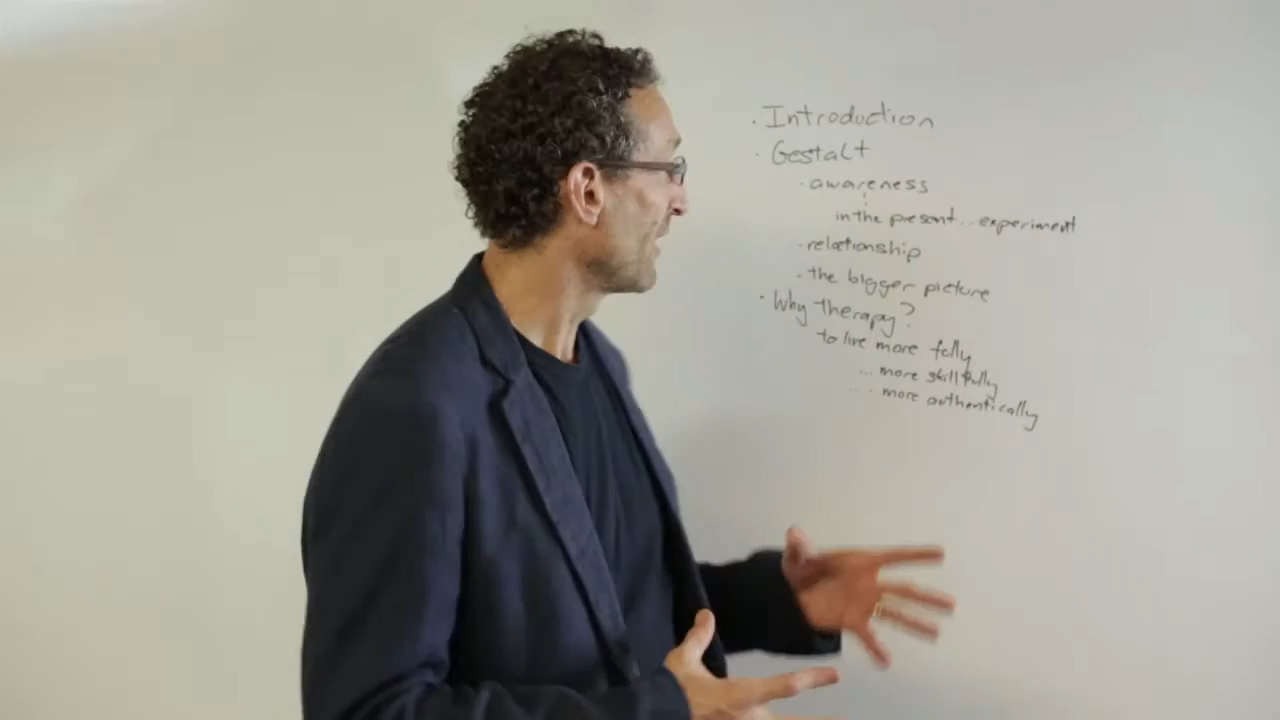 · Introduction
· Gestalt
· awareness
in the present... experiment
· relationship
· the bigger picture
· Why therapy?
to live more fully
... more skillfully
.... more authentically